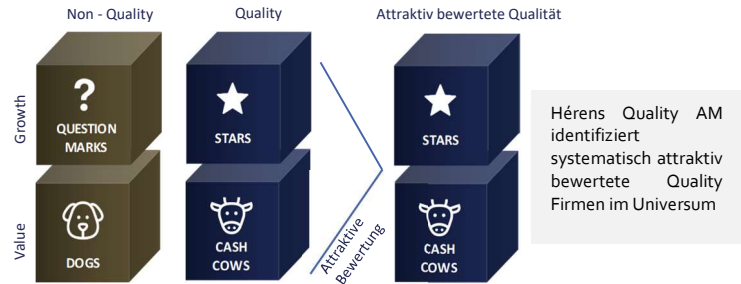 Non - Quality
Quality
Attraktiv bewertete Qualität
Growth
?
QUESTION
MARKS
STARS
STARS
Value
DOGS
CASH
COWS
Attraktive
Bewertung
CASH
COWS
Hérens Quality AM
identifiziert
systematisch attraktiv
bewertete Quality
Firmen im Universum